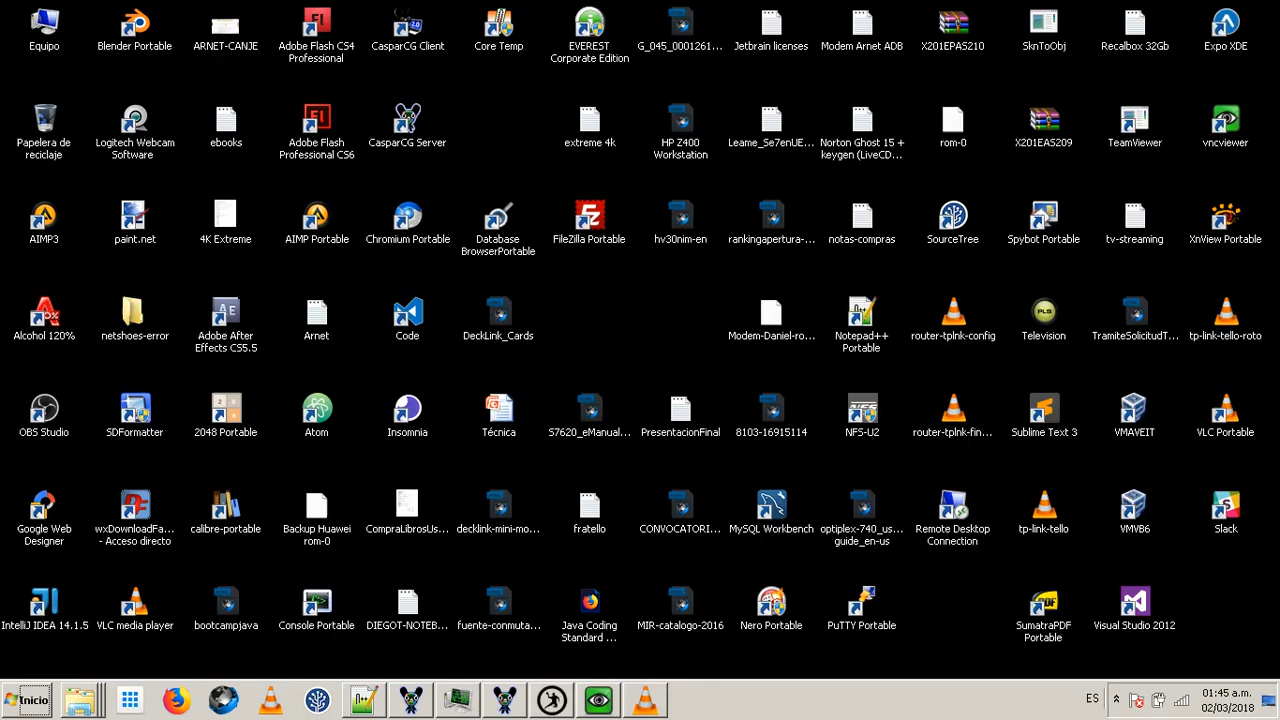 Equipo
Blender Portable
ARNET-CANJE
Adobe Flash CS4
Professional
CasparCG Client
Core Temp
EVEREST
Corporate Edition
G_045_0001261...
Jetbrain licenses
Modem Arnet ADB
X201EPAS210
SknToObj
Recalbox 32Gb
Expo XDE
Papelera de
reciclaje
Logitech Webcam
Software
ebooks
Adobe Flash
Professional CS6
CasparCG Server
extreme 4k
HP Z400
Workstation
Leame_Se7enUE...
Norton Ghost 15 +
keygen (LiveCD...
rom-0
X201EAS209
TeamViewer
vncviewer
AIMP3
paint.net
4K Extreme
AIMP Portable
Chromium Portable
Database
BrowserPortable
FileZilla Portable
hv30nim-en
rankingapertura-...
notas-compras
SourceTree
Spybot Portable
tv-streaming
XnView Portable
Alcohol 120%
netshoes-error
Adobe After
Effects CS5.5
Arnet
Code
DeckLink_Cards
Modem-Daniel-ro...
Notepad++
Portable
router-tplnk-config
Television
TramiteSolicitudT...
tp-link-tello-roto
OBS Studio
SDFormatter
2048 Portable
Atom
Insomnia
Técnica
S7620_eManual...
PresentacionFinal
8103-16915114
NFS-U2
router-tplnk-fin...
Sublime Text 3
VMAVEIT
VLC Portable
Google Web
Designer
wxDownloadFa...
- Acceso directo
calibre-portable
Backup Huawei
rom-0
CompraLibrosUs...
decklink-mini-mo...
fratello
CONVOCATORI...
MySQL Workbench
optiplex-740_us...
guide_en-us
Remote Desktop
Connection
tp-link-tello
VMVB6
Slack
IntelliJ IDEA 14.1.5
VLC media player
bootcampjava
Console Portable
DIEGOT-NOTEB...
fuente-conmuta...
Java Coding
Standard ...
MIR-catalogo-2016
Nero Portable
PuTTY Portable
SumatraPDF
Portable
Visual Studio 2012
Inicio
ES
01:45 a.m.
02/03/2018